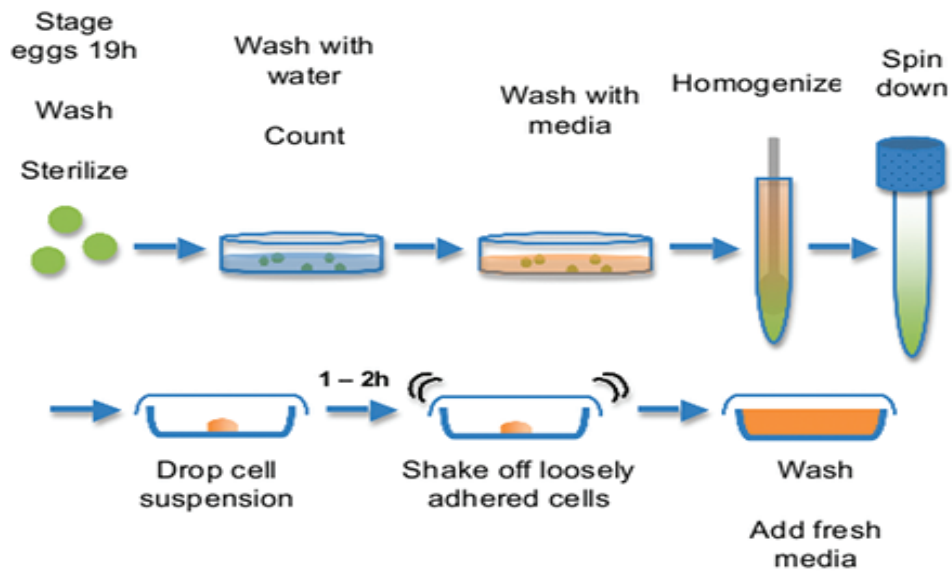 Stage
eggs 19h
Wash
Sterilize
Wash with
water
Count
Wash with
media
Homogenize
Spin
down
1 – 2h
Drop cell
suspension
Shake off loosely
adhered cells
Wash
Add fresh
media